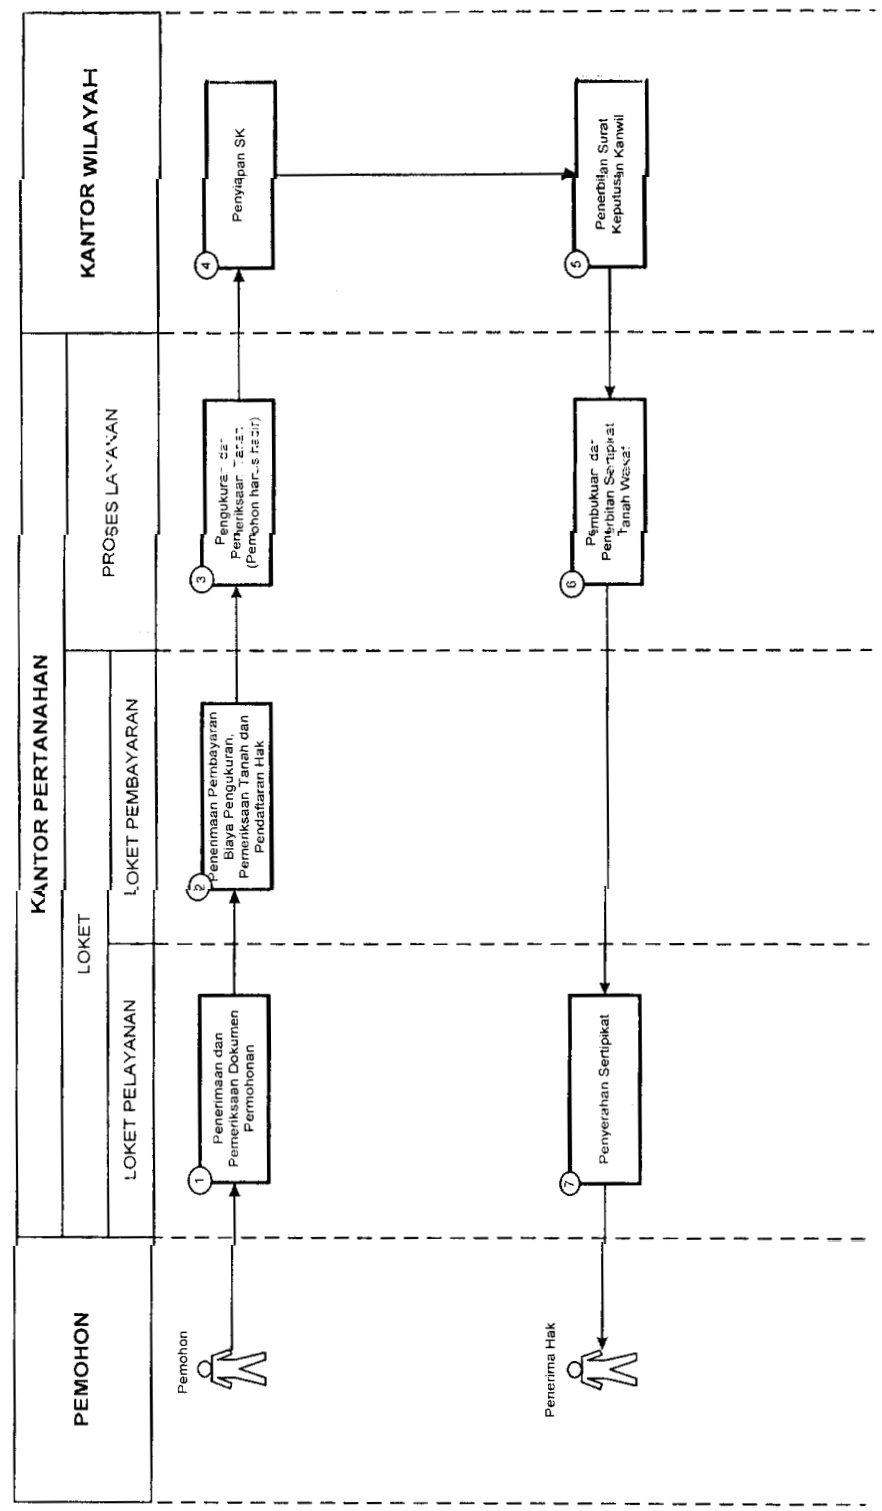 PEMOHON
KANTOR PERTANAHAN
KANTOR WILAYAH
LOKET
PROSES LAYANAN
LOKET PELAYANAN
LOKET PEMBAYARAN
Pemohon
1
Penerimaan dan
Pemeriksaan Dokumen
Permohonan
2
Penerimaan Pembayaran
Biaya Pengukuran,
Pemeriksaan Tanah dan
Pendaftaran Hak
3
Pengukuran dan
Pemeriksaan Tanah
(Pemohon harus hadir)
4
Penyiapan SK
5
Penerbitan Surat
Keputusan Kanwil
6
Pembukuan dan
Penerbitan Sertipikat
Tanah Wakaf
7
Penyerahan Sertipikat
Penerima Hak